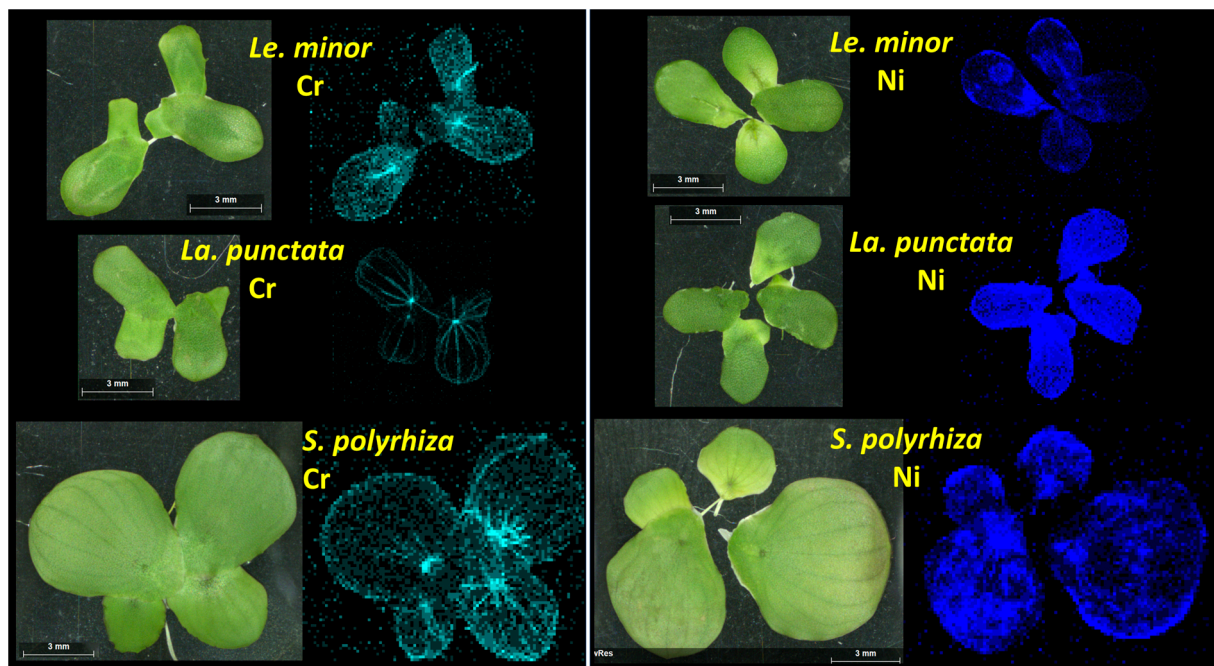 Le. minor
Cr
3 mm
La. punctata
Cr
3 mm
S. polyrhiza
Cr
3 mm
Le. minor
Ni
3 mm
3 mm
La. punctata
Ni
S. polyrhiza
Ni
wRes
3 mm